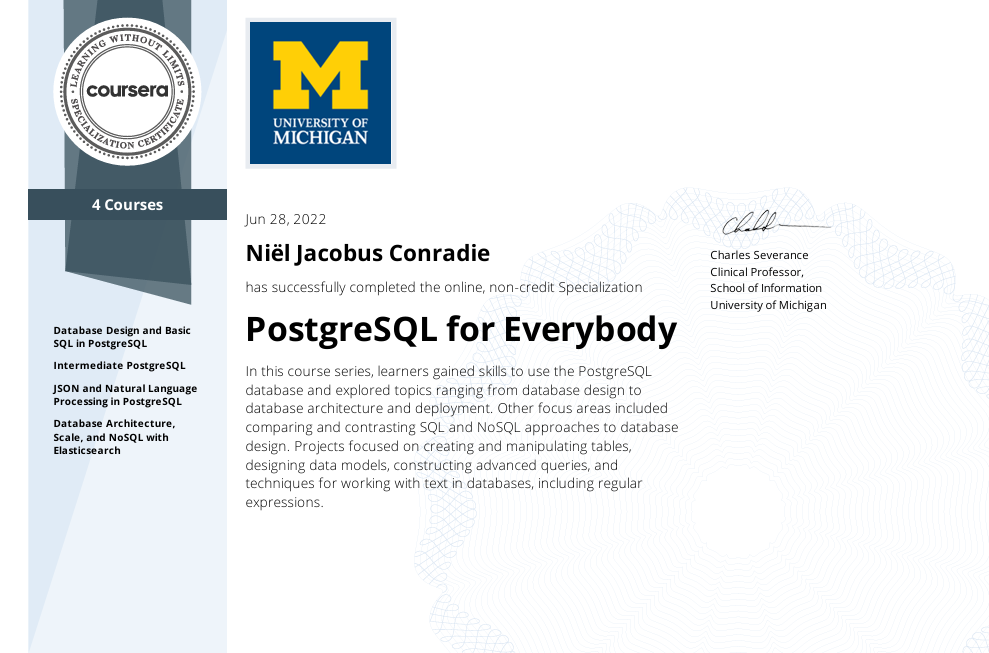 LEARNING WITHOUT LIMITS
coursera
SPECIALIZATION CERTIFICATE
4 Courses
Database Design and Basic
SQL in PostgreSQL
Intermediate PostgreSQL
JSON and Natural Language
Processing in PostgreSQL
Database Architecture,
Scale, and NoSQL with
Elasticsearch
M
UNIVERSITY OF
MICHIGAN
Jun 28, 2022
Niël Jacobus Conradie
has successfully completed the online, non-credit Specialization
PostgreSQL for Everybody
In this course series, learners gained skills to use the PostgreSQL
database and explored topics ranging from database design to
database architecture and deployment. Other focus areas included
comparing and contrasting SQL and NoSQL approaches to database
design. Projects focused on creating and manipulating tables,
designing data models, constructing advanced queries, and
techniques for working with text in databases, including regular
expressions.
Charles Severance
Clinical Professor,
School of Information
University of Michigan